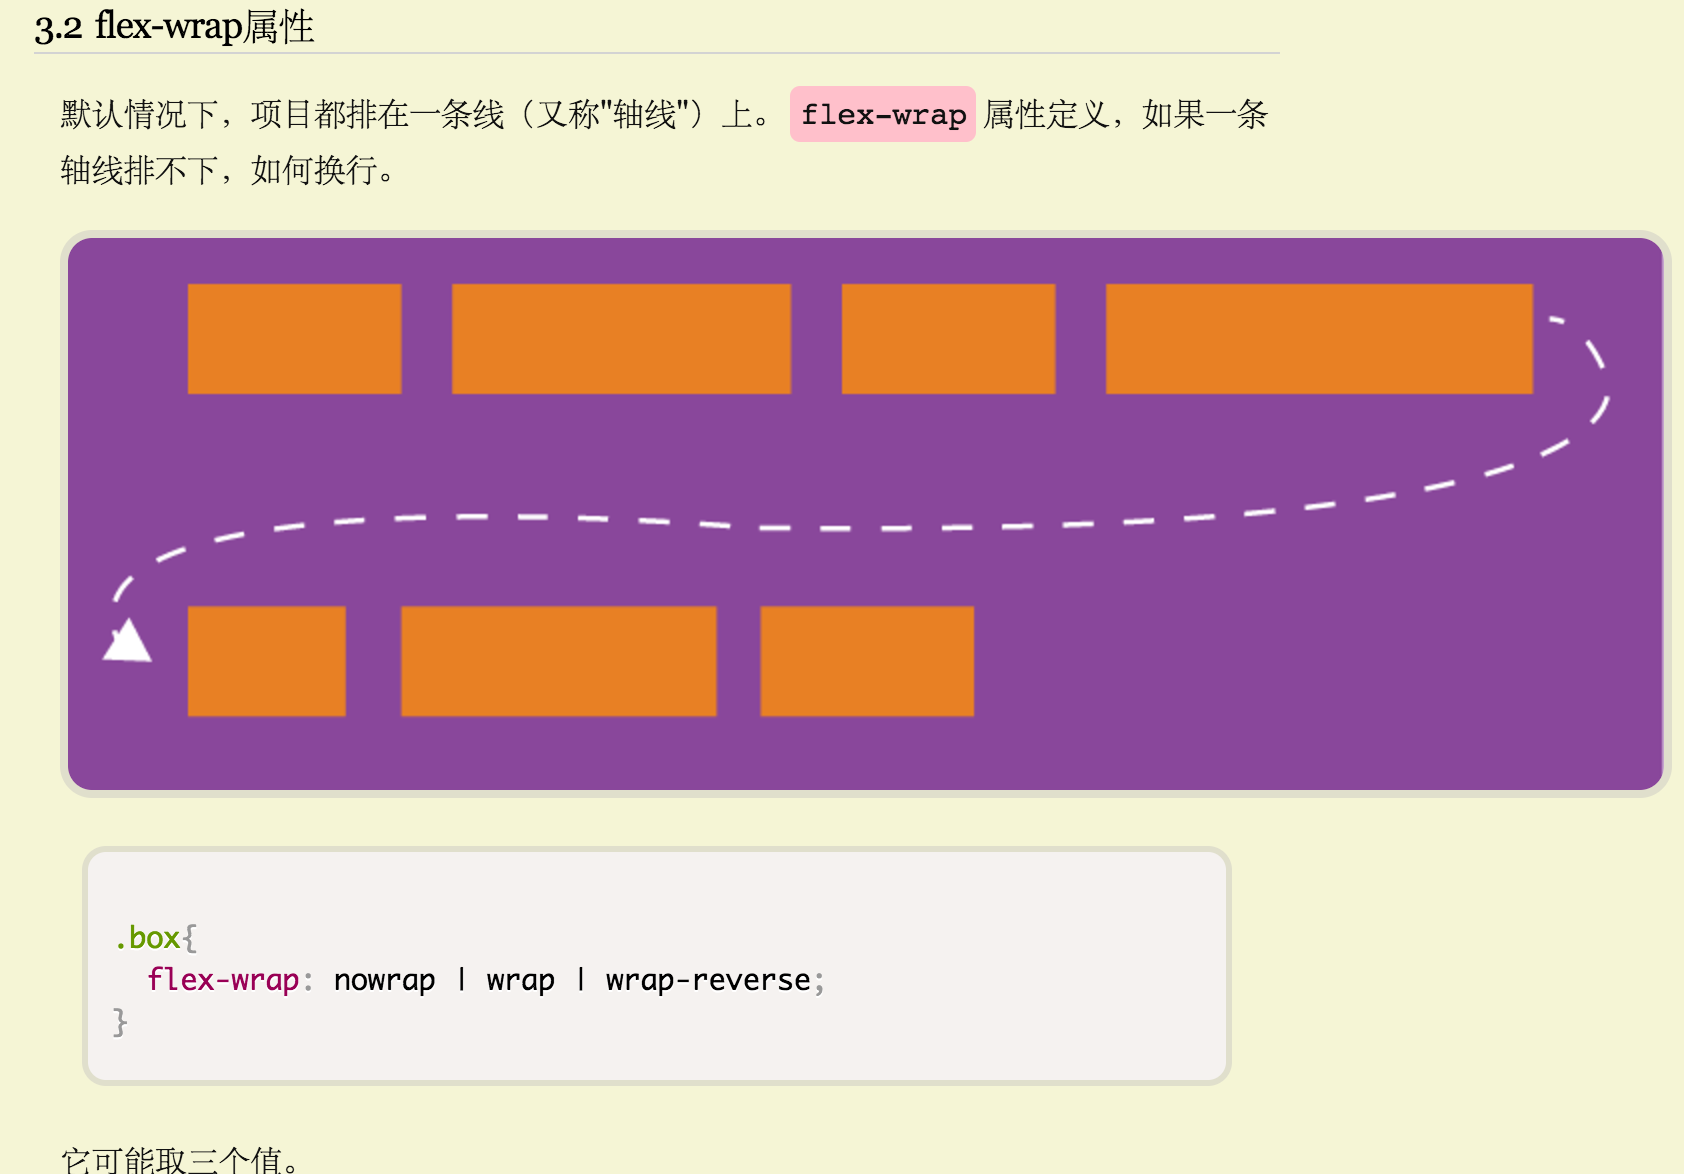 3.2 flex-wrap属性
默认情况下，项目都排在一条线（又称"轴线"）上。flex-wrap 属性定义，如果一条
轴线排不下，如何换行。
.box{
  flex-wrap: nowrap | wrap | wrap-reverse;
}
它可能取三个值。